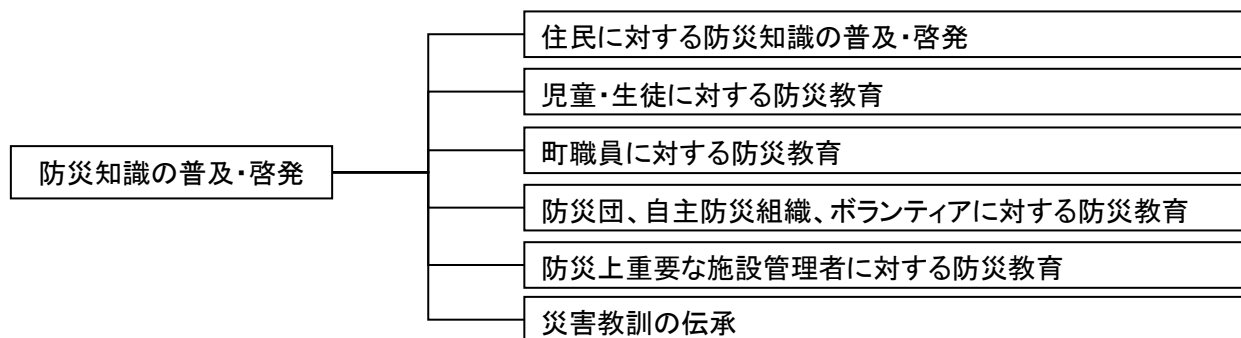 防災知識の普及・啓発
住民に対する防災知識の普及・啓発
児童・生徒に対する防災教育
町職員に対する防災教育
防災団、自主防災組織、ボランティアに対する防災教育
防災上重要な施設管理者に対する防災教育
災害教訓の伝承